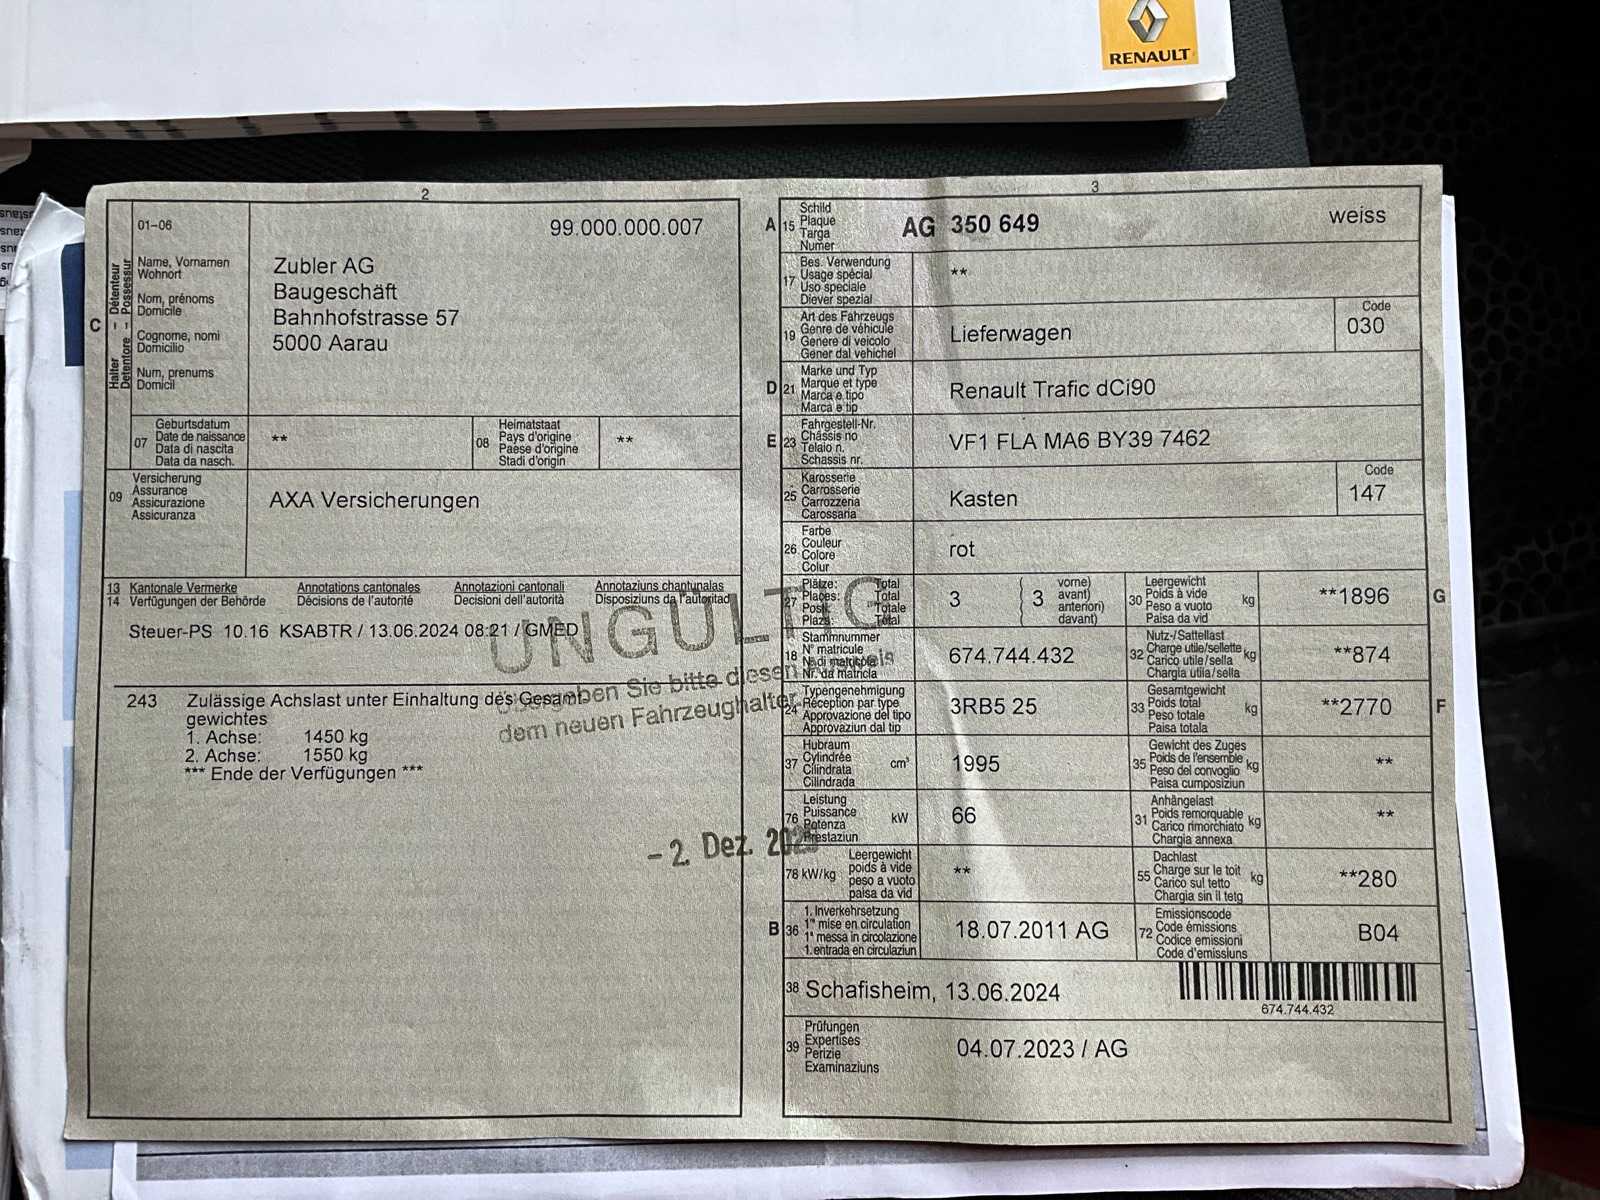 RENAULT
2
01–06
99.000.000.007
C
Halter – Détenteur
Detentore – Possessur
Name, Vornamen
Wohnort
Nom, prénoms
Domicile
Cognome, nomi
Domicilio
Num, prenums
Domicil
Zubler AG
Baugeschäft
Bahnhofstrasse 57
5000 Aarau
07
Geburtsdatum
Date de naissance
Data di nascita
Data da nasch.
**
08
Heimatstaat
Pays d'origine
Paese d'origine
Stadi d'origin
**
09
Versicherung
Assurance
Assicurazione
Assicuranza
AXA Versicherungen
13 Kantonale Vermerke Annotations cantonales Annotazioni cantonali Annotaziuns chantunalas
14 Verfügungen der Behörde Décisions de l'autorité Decisioni dell'autorità Disposiziuns da l'autoritad
Steuer-PS 10.16 KSABTR / 13.06.2024 08:21 / GMED
243 Zulässige Achslast unter Einhaltung des Gesamt-
gewichtes
1. Achse: 1450 kg
2. Achse: 1550 kg
*** Ende der Verfügungen ***
UNGÜLTIG
Sie bitte diesen
dem neuen Fahrzeughalter
– 2. Dez.
3
A 15
Schild
Plaque
Targa
Numer
AG 350 649
weiss
17
Bes. Verwendung
Usage spécial
Uso speciale
Diever spezial
**
19
Art des Fahrzeugs
Genre de véhicule
Genere di veicolo
Gener dal vehichel
Lieferwagen
Code
030
D 21
Marke und Typ
Marque et type
Marca e tipo
Marca e tip
Renault Trafic dCi90
E 23
Fahrgestell-Nr.
Châssis no
Telaio n.
Schassis nr.
VF1 FLA MA6 BY39 7462
25
Karosserie
Carrosserie
Carrozzeria
Carossaria
Kasten
Code
147
26
Farbe
Couleur
Colore
Colur
rot
27
Plätze: Total
Places: Total
Posti: Totale
Plazs: Total
3
3
vorne)
avant)
anteriori)
davant)
30
Leergewicht
Poids à vide
Peso a vuoto
Paisa da vid
kg
**1896
G
18
Stammnummer
N° matricule
N. di matricola
Nr. da matricla
674.744.432
32
Nutz-/Sattellast
Charge utile/sellette
Carico utile/sella
Chargia utila/sella
kg
**874
24
Typengenehmigung
Réception par type
Approvazione del tipo
Approvaziun dal tip
3RB5 25
33
Gesamtgewicht
Poids total
Peso totale
Paisa totala
kg
**2770
F
37
Hubraum
Cylindrée
Cilindrata
Cilindrada
cm³
1995
35
Gewicht des Zuges
Poids de l'ensemble
Peso del convoglio
Paisa cumposiziun
kg
**
76
Leistung
Puissance
Potenza
Prestaziun
kW
66
31
Anhängelast
Poids remorquable
Carico rimorchiato
Chargia annexa
kg
**
78 kW/kg
Leergewicht
poids à vide
peso a vuoto
paisa da vid
**
55
Dachlast
Charge sur le toit
Carico sul tetto
Chargia sin il tetg
kg
**280
B 36
1. Inverkehrsetzung
1re mise en circulation
1a messa in circolazione
1. entrada en circulaziun
18.07.2011 AG
72
Emissionscode
Code émissions
Codice emissioni
Code d'emissiuns
B04
38 Schafisheim, 13.06.2024
674.744.432
39
Prüfungen
Expertises
Perizie
Examinaziuns
04.07.2023 / AG